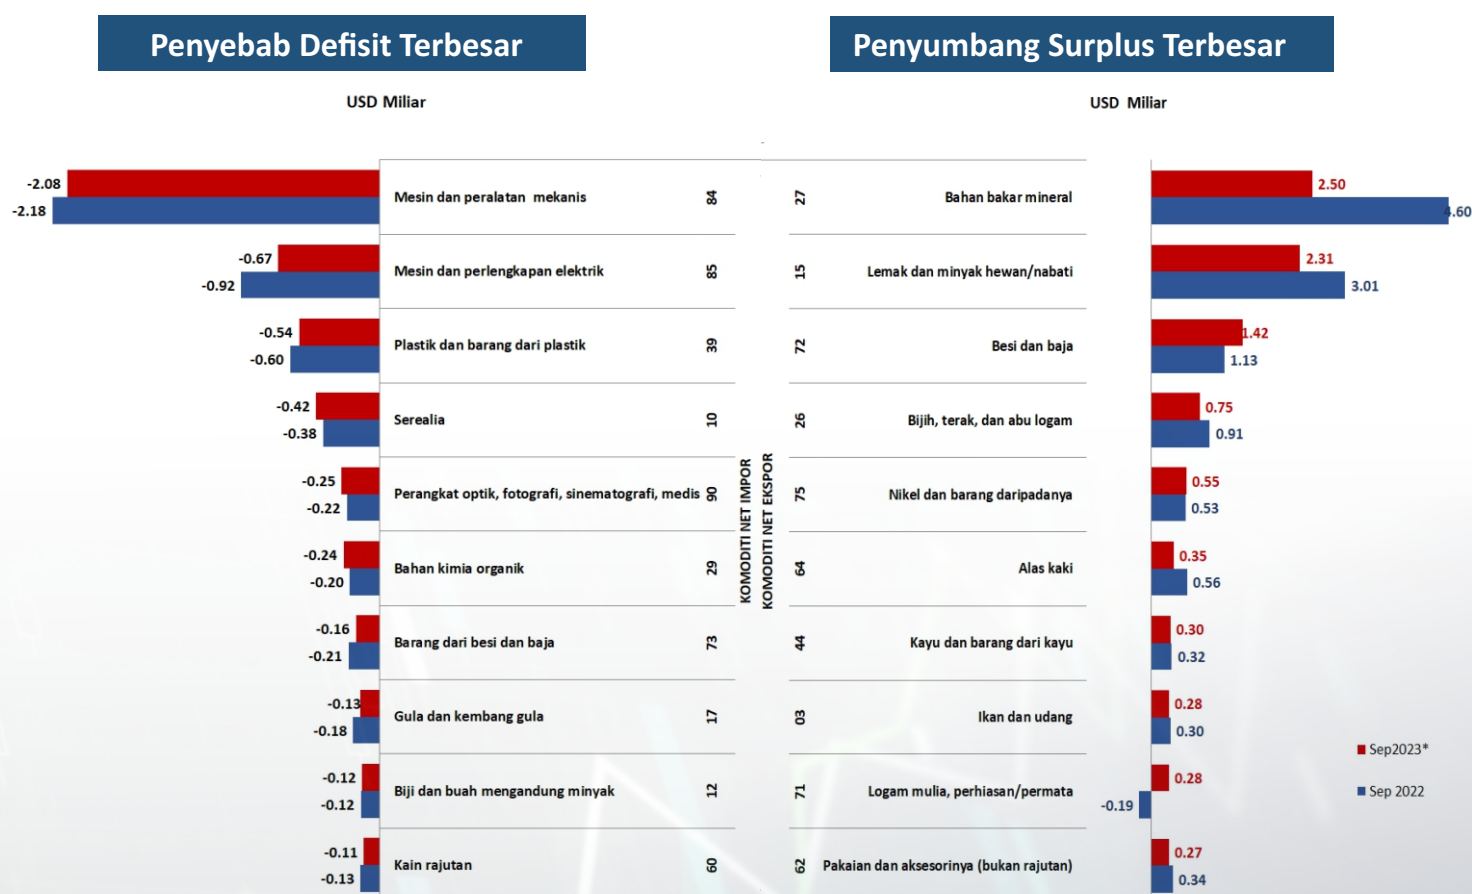 Penyebab Defisit Terbesar
USD Miliar
-2.08
-2.18
Mesin dan peralatan mekanis
84
-0.67
-0.92
Mesin dan perlengkapan elektrik
85
-0.54
-0.60
Plastik dan barang dari plastik
39
-0.42
-0.38
Serealia
10
-0.25
-0.22
Perangkat optik, fotografi, sinematografi, medis
90
-0.24
-0.20
Bahan kimia organik
29
-0.16
-0.21
Barang dari besi dan baja
73
-0.13
-0.18
Gula dan kembang gula
17
-0.12
-0.12
Biji dan buah mengandung minyak
12
-0.11
-0.13
Kain rajutan
60
KOMODITI NET IMPOR
KOMODITI NET EKSPOR
Penyumbang Surplus Terbesar
USD Miliar
27
Bahan bakar mineral
2.50
4.60
15
Lemak dan minyak hewan/nabati
2.31
3.01
72
Besi dan baja
1.42
1.13
26
Bijih, terak, dan abu logam
0.75
0.91
75
Nikel dan barang daripadanya
0.55
0.53
64
Alas kaki
0.35
0.56
44
Kayu dan barang dari kayu
0.30
0.32
03
Ikan dan udang
0.28
0.30
71
Logam mulia, perhiasan/permata
0.28
-0.19
62
Pakaian dan aksesorinya (bukan rajutan)
0.27
0.34
Sep2023*
Sep 2022